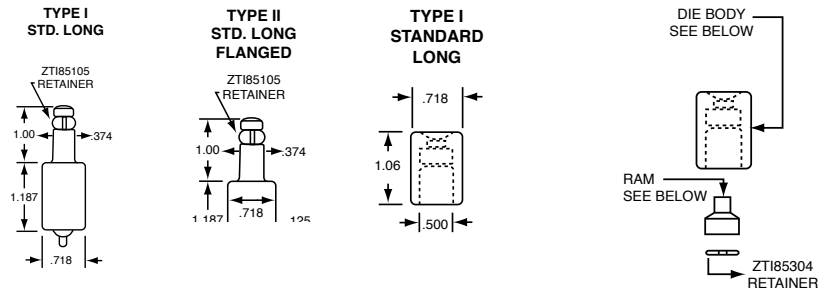 TYPE I
STD. LONG
ZTI85105
RETAINER
1.00
.374
1.187
.718
TYPE II
STD. LONG
FLANGED
ZTI85105
RETAINER
1.00
.374
1.187
.718
.125
TYPE I
STANDARD
LONG
.718
1.06
.500
DIE BODY
SEE BELOW
RAM
SEE BELOW
ZTI85304
RETAINER